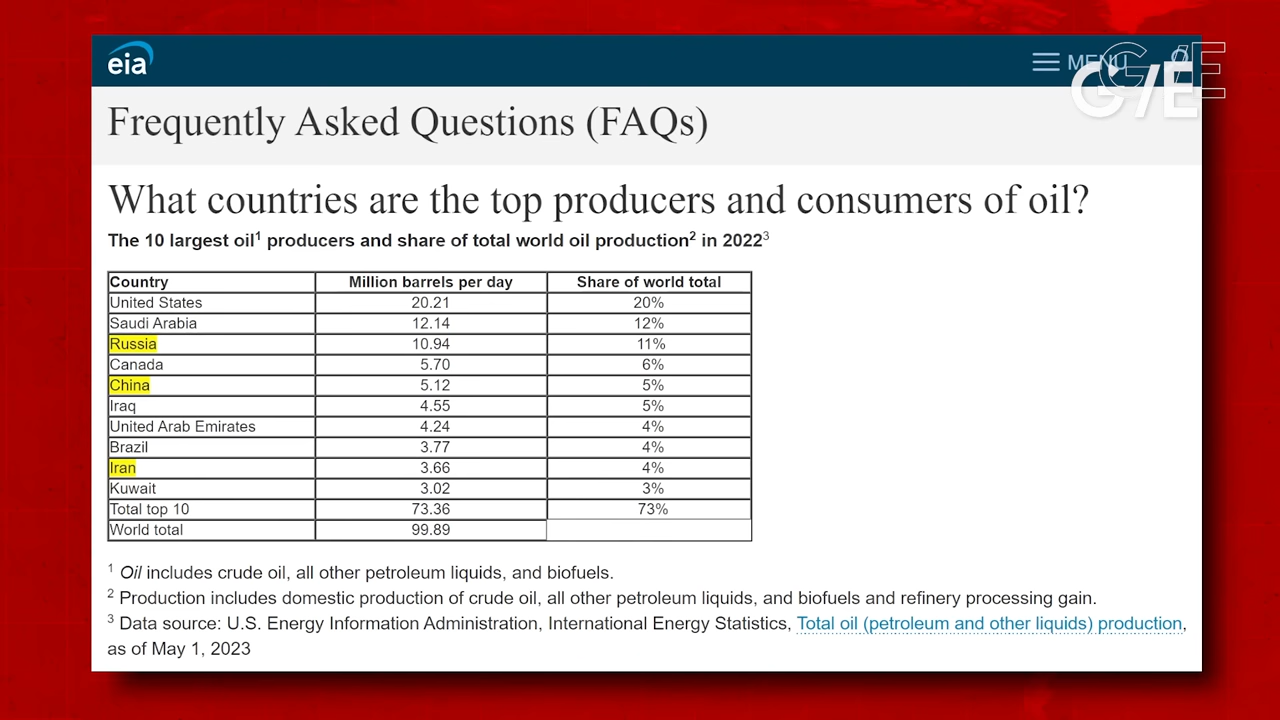 eia
MENU
G/E
G/E
Frequently Asked Questions (FAQs)
What countries are the top producers and consumers of oil?
The 10 largest oil¹ producers and share of total world oil production² in 2022³
Country Million barrels per day Share of world total
United States 20.21 20%
Saudi Arabia 12.14 12%
Russia 10.94 11%
Canada 5.70 6%
China 5.12 5%
Iraq 4.55 5%
United Arab Emirates 4.24 4%
Brazil 3.77 4%
Iran 3.66 4%
Kuwait 3.02 3%
Total top 10 73.36 73%
World total 99.89
¹ Oil includes crude oil, all other petroleum liquids, and biofuels.
² Production includes domestic production of crude oil, all other petroleum liquids, and biofuels and refinery processing gain.
³ Data source: U.S. Energy Information Administration, International Energy Statistics, Total oil (petroleum and other liquids) production,
as of May 1, 2023